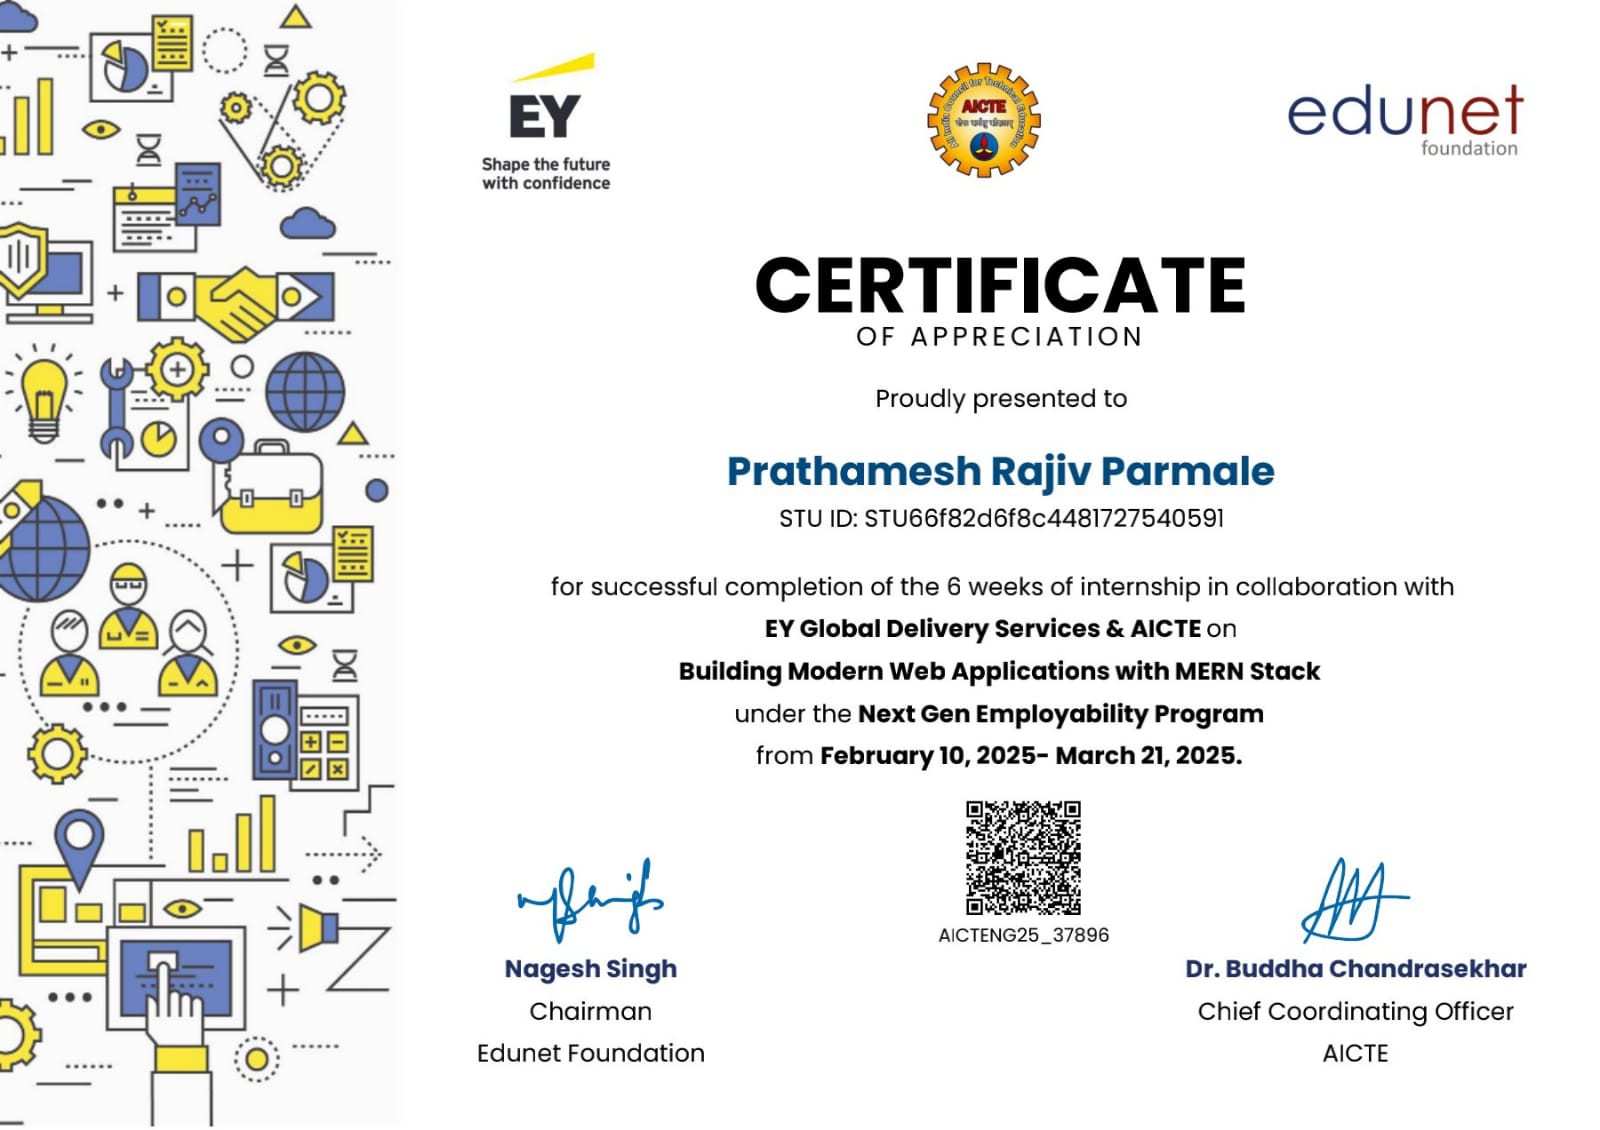 EY
Shape the future
with confidence
All India Council for Technical Education
AICTE
edunet
foundation
CERTIFICATE
OF APPRECIATION
Proudly presented to
Prathamesh Rajiv Parmale
STU ID: STU66f82d6f8c4481727540591
for successful completion of the 6 weeks of internship in collaboration with
EY Global Delivery Services & AICTE on
Building Modern Web Applications with MERN Stack
under the Next Gen Employability Program
from February 10, 2025- March 21, 2025.
AICTENG25_37896
Nagesh Singh
Chairman
Edunet Foundation
Dr. Buddha Chandrasekhar
Chief Coordinating Officer
AICTE